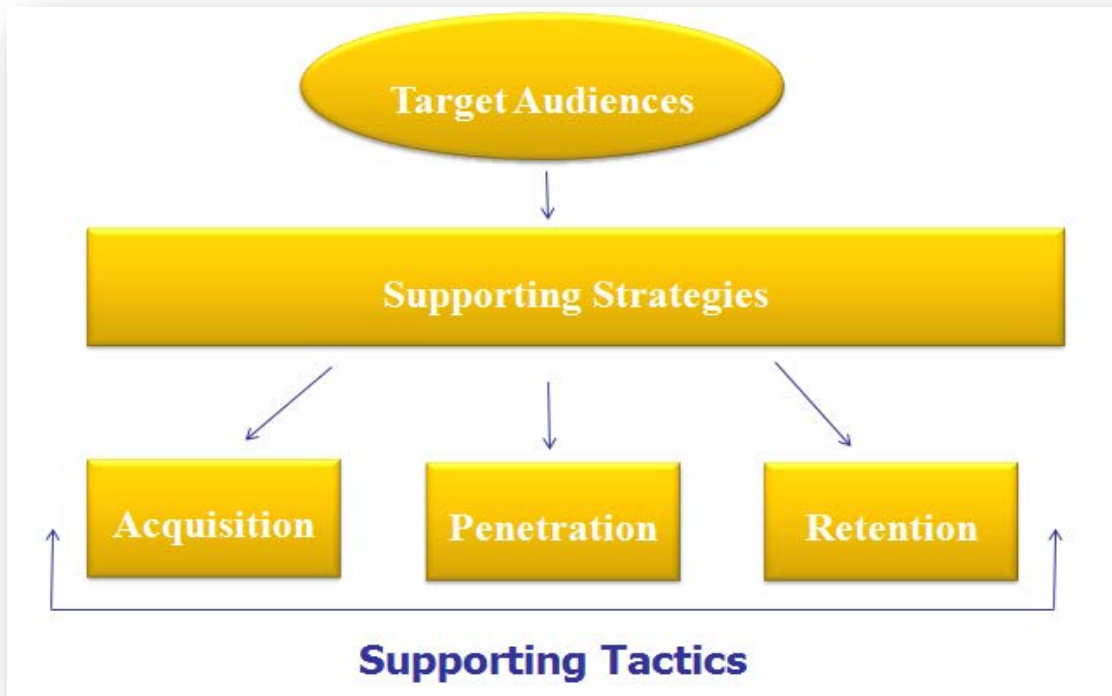 Target Audiences
Supporting Strategies
Acquisition
Penetration
Retention
Supporting Tactics